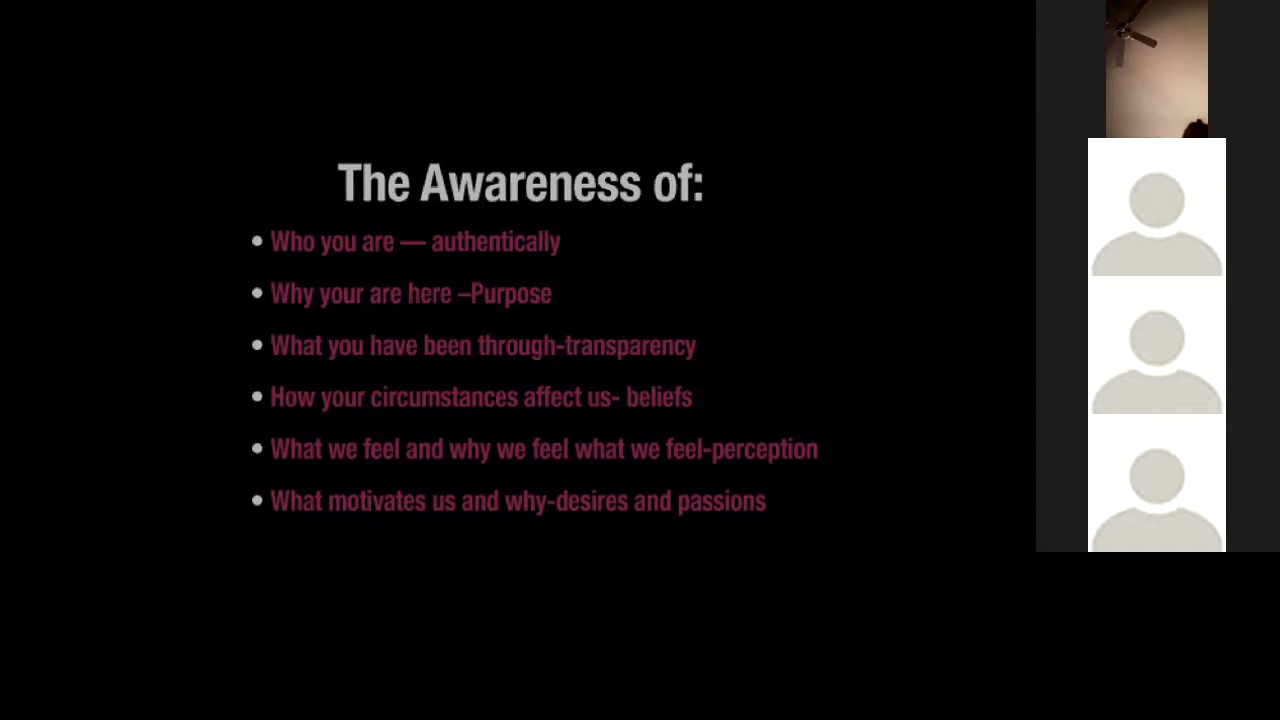 The Awareness of:
• Who you are — authentically
• Why your are here –Purpose
• What you have been through-transparency
• How your circumstances affect us- beliefs
• What we feel and why we feel what we feel-perception
• What motivates us and why-desires and passions